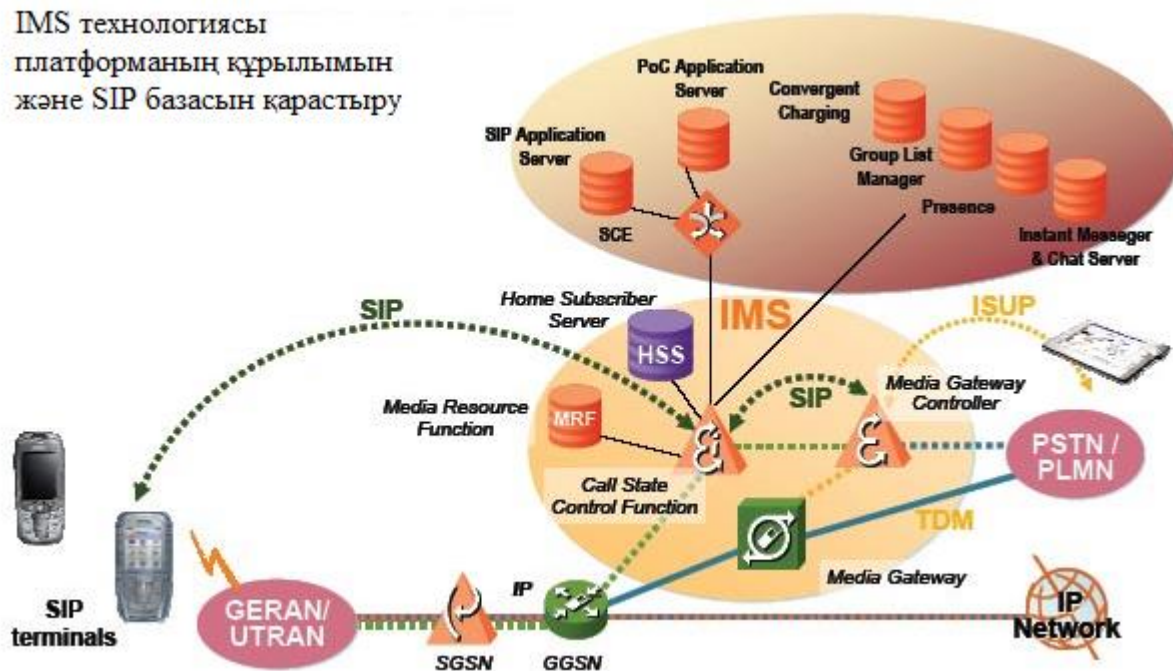 IMS технологиясы
платформаның құрылымын
және SIP базасын қарастыру
PoC Application
Server
Convergent
Charging
SIP Application
Server
Group List
Manager
SCE
Presence
Instant Messeger
& Chat Server
Home Subscriber
Server
SIP
IMS
ISUP
HSS
Media Resource
Function
MRF
SIP
Media Gateway
Controller
PSTN /
PLMN
Call State
Control Function
TDM
Media Gateway
IP
SIP
terminals
GERAN/
UTRAN
IP
Network
SGSN
GGSN